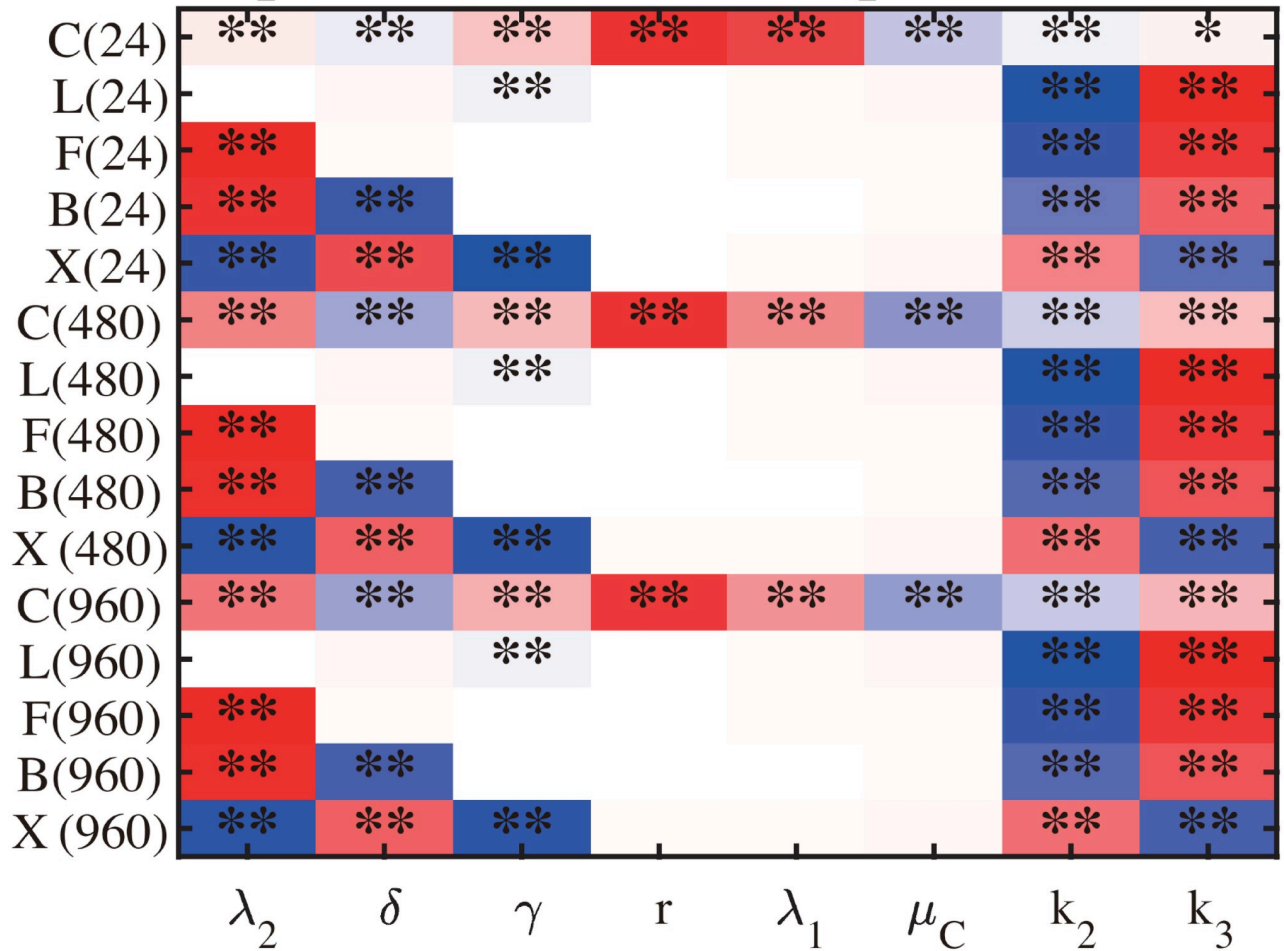 C(24) ** ** ** ** ** ** ** *
L(24) ** ** **
F(24) ** ** **
B(24) ** ** ** **
X(24) ** ** ** ** **
C(480) ** ** ** ** ** ** ** **
L(480) ** ** **
F(480) ** ** **
B(480) ** ** ** **
X (480) ** ** ** ** **
C(960) ** ** ** ** ** ** ** **
L(960) ** ** **
F(960) ** ** **
B(960) ** ** ** **
X (960) ** ** ** ** **
λ₂ δ γ r λ₁ μ_C k₂ k₃